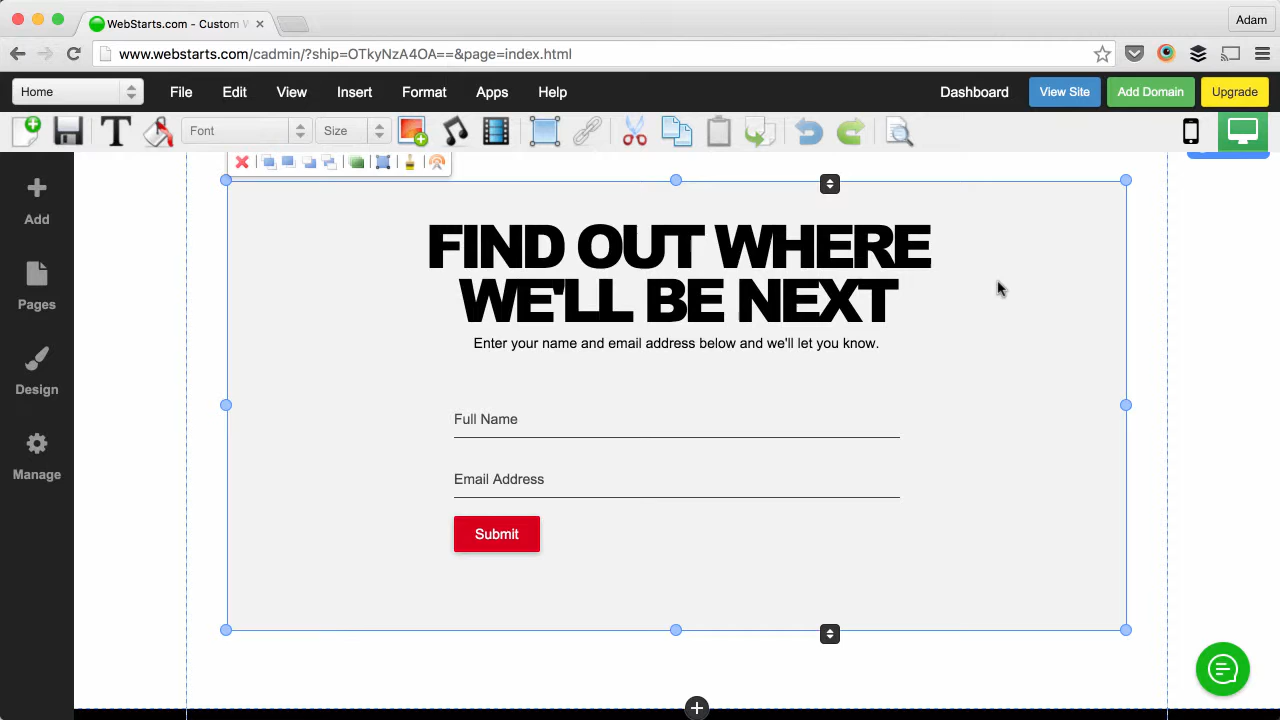 WebStarts.com - Custom W
Adam
www.webstarts.com/cadmin/?ship=OTkyNzA4OA==&page=index.html
Home File Edit View Insert Format Apps Help Dashboard View Site Add Domain Upgrade
T Font Size
Add
Pages
Design
Manage
FIND OUT WHERE
WE'LL BE NEXT
Enter your name and email address below and we'll let you know.
Full Name
Email Address
Submit